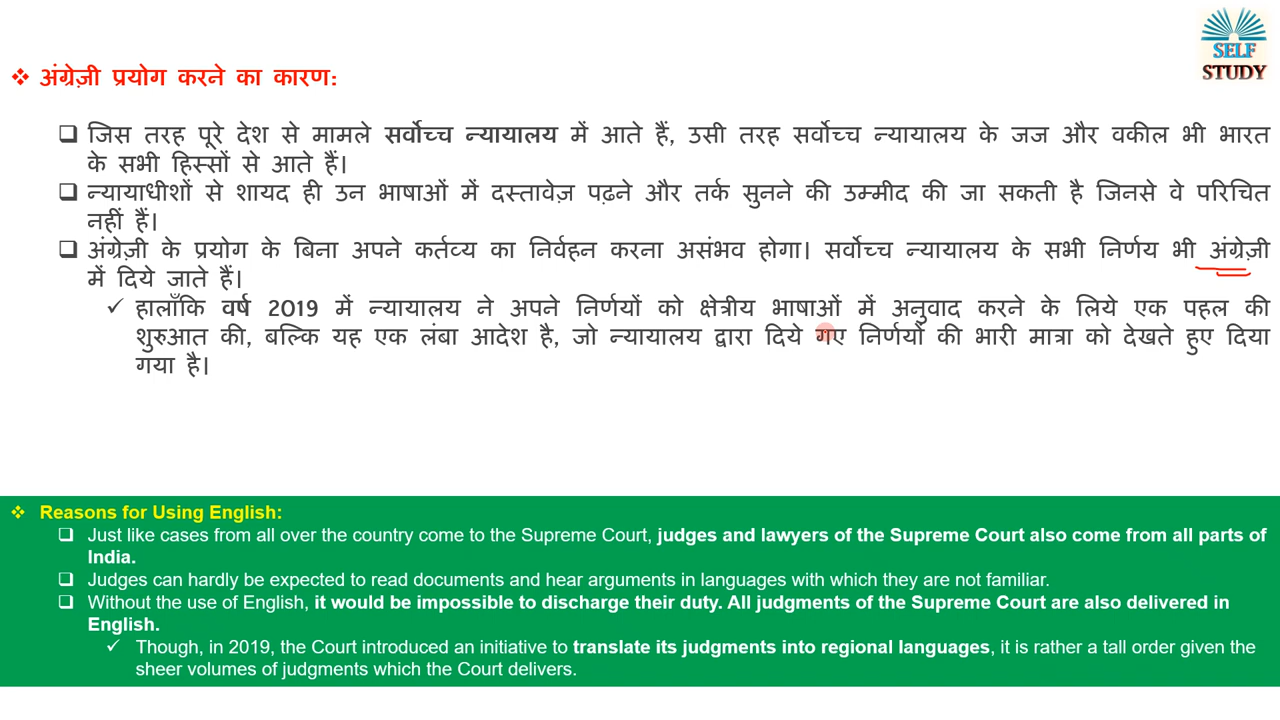 SELF
STUDY
❖ अंग्रेज़ी प्रयोग करने का कारण:
❑ जिस तरह पूरे देश से मामले सर्वोच्च न्यायालय में आते हैं, उसी तरह सर्वोच्च न्यायालय के जज और वकील भी भारत
के सभी हिस्सों से आते हैं।
❑ न्यायाधीशों से शायद ही उन भाषाओं में दस्तावेज़ पढ़ने और तर्क सुनने की उम्मीद की जा सकती है जिनसे वे परिचित
नहीं हैं।
❑ अंग्रेज़ी के प्रयोग के बिना अपने कर्तव्य का निर्वहन करना असंभव होगा। सर्वोच्च न्यायालय के सभी निर्णय भी अंग्रेज़ी
में दिये जाते हैं।
✓ हालाँकि वर्ष 2019 में न्यायालय ने अपने निर्णयों को क्षेत्रीय भाषाओं में अनुवाद करने के लिये एक पहल की
शुरुआत की, बल्कि यह एक लंबा आदेश है, जो न्यायालय द्वारा दिये गए निर्णयों की भारी मात्रा को देखते हुए दिया
गया है।
❖ Reasons for Using English:
❑ Just like cases from all over the country come to the Supreme Court, judges and lawyers of the Supreme Court also come from all parts of
India.
❑ Judges can hardly be expected to read documents and hear arguments in languages with which they are not familiar.
❑ Without the use of English, it would be impossible to discharge their duty. All judgments of the Supreme Court are also delivered in
English.
✓ Though, in 2019, the Court introduced an initiative to translate its judgments into regional languages, it is rather a tall order given the
sheer volumes of judgments which the Court delivers.